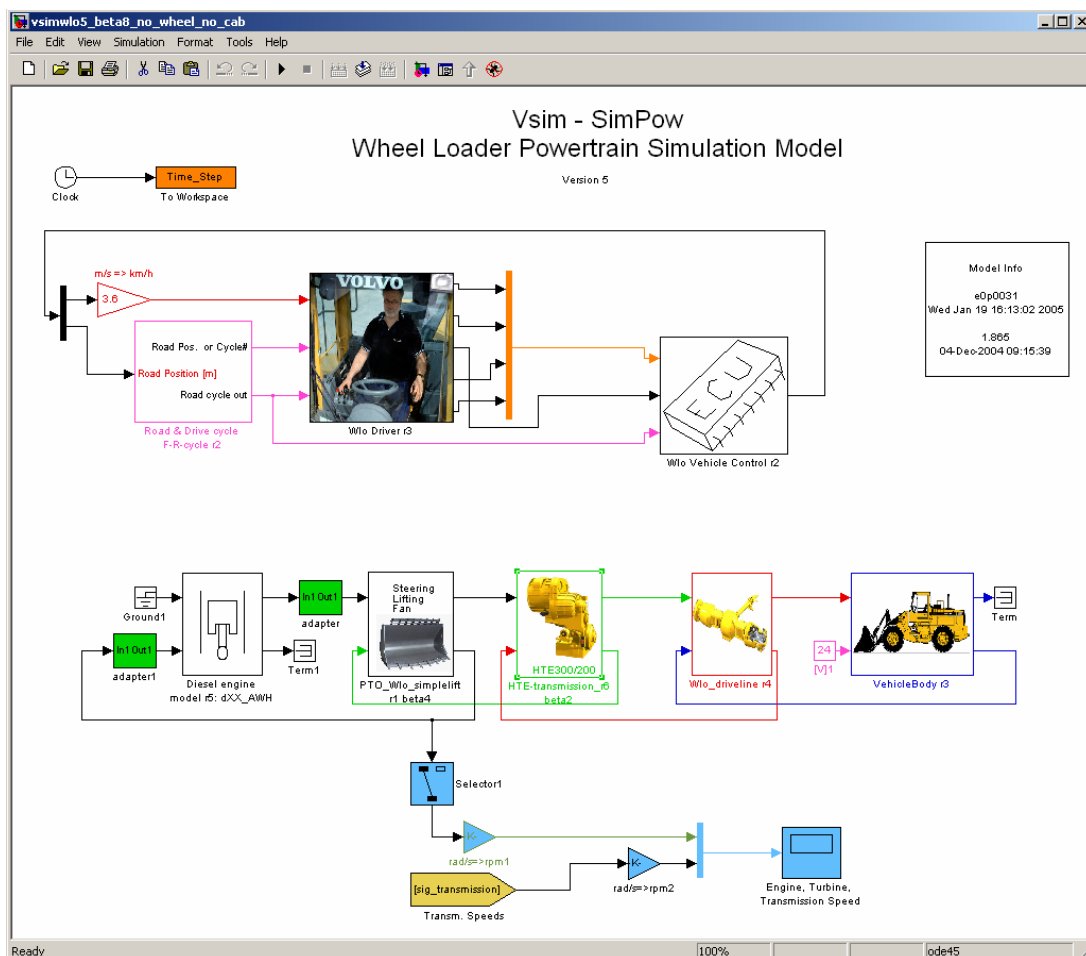 vsimwlo5_beta8_no_wheel_no_cab
File Edit View Simulation Format Tools Help
Vsim - SimPow
Wheel Loader Powertrain Simulation Model
Version 5
Time_Step
Clock
To Workspace
m/s => km/h
3.6
VOLVO
Road Pos. or Cycle#
Road Position [m]
Road cycle out
Road & Drive cycle
F-R-cycle r2
Wlo Driver r3
ECU
Wlo Vehicle Control r2
Model Info
e0p0031
Wed Jan 19 16:13:02 2005
1.865
04-Dec-2004 09:15:39
Ground1
In1 Out1
adapter1
Diesel engine
model r5: dXX_AWH
In1 Out1
adapter
Term1
Steering
Lifting
Fan
PTO_Wlo_simplelift
r1 beta4
HTE300/200
HTE-transmission_r6
beta2
Wlo_driveline r4
24
[V]1
VehicleBody r3
Term
Selector1
K-
rad/s=>rpm1
[sig_transmission]
Transm. Speeds
K-
rad/s=>rpm2
Engine, Turbine,
Transmission Speed
Ready
100%
ode45